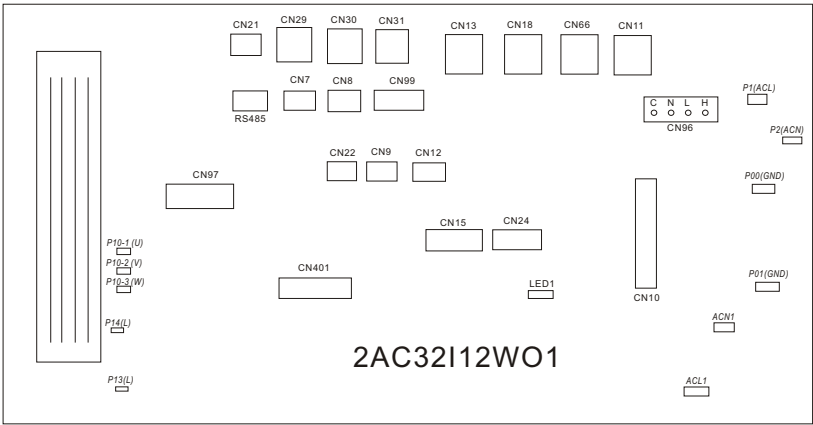 CN21 CN29 CN30 CN31 CN13 CN18 CN66 CN11
CN7 CN8 CN99
RS485
P1(ACL)
C N L H
CN96
P2(ACN)
CN22 CN9 CN12
CN97
P00(GND)
CN15 CN24
P10-1 (U)
P10-2 (V)
P10-3 (W)
CN401
LED1
P01(GND)
CN10
P14(L)
ACN1
2AC32I12WO1
P13(L)
ACL1